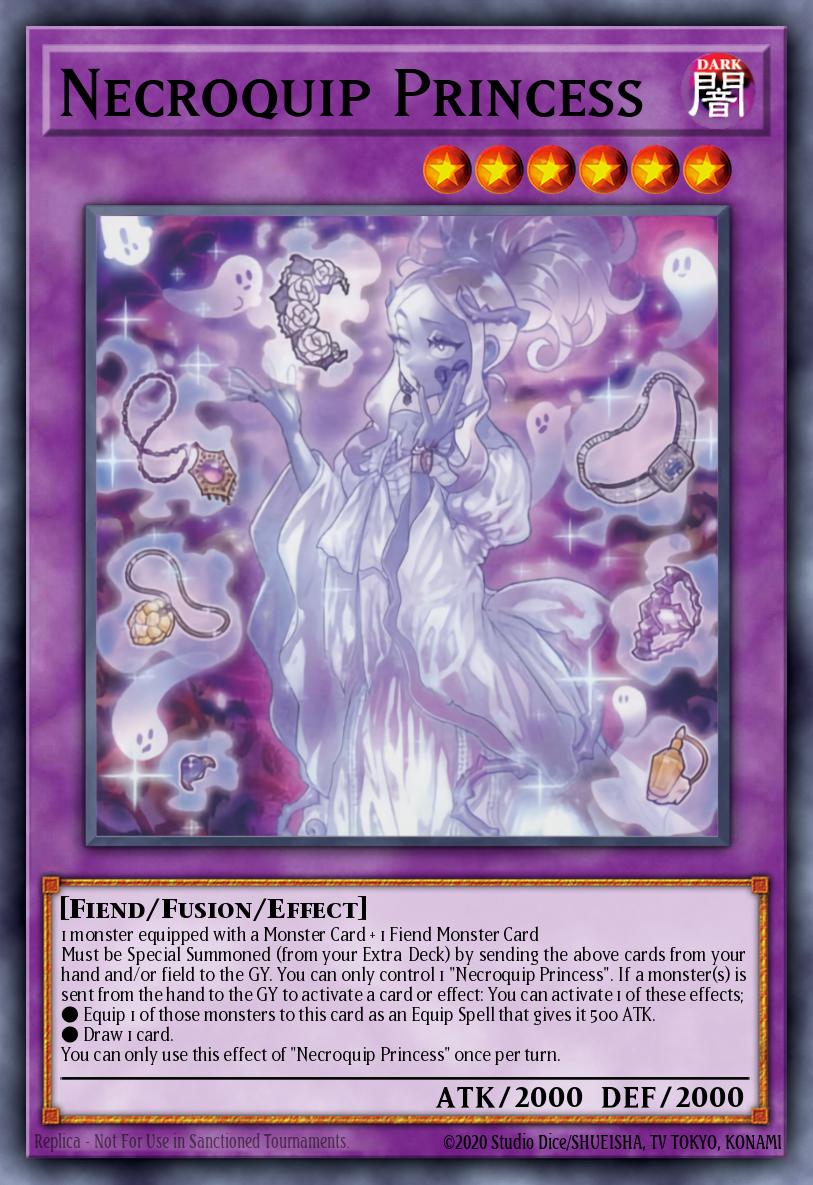 Necroquip Princess
DARK
闇
[Fiend/Fusion/Effect]
1 monster equipped with a Monster Card + 1 Fiend Monster Card
Must be Special Summoned (from your Extra Deck) by sending the above cards from your
hand and/or field to the GY. You can only control 1 "Necroquip Princess". If a monster(s) is
sent from the hand to the GY to activate a card or effect: You can activate 1 of these effects;
● Equip 1 of those monsters to this card as an Equip Spell that gives it 500 ATK.
● Draw 1 card.
You can only use this effect of "Necroquip Princess" once per turn.
ATK/2000 DEF/2000
Replica - Not For Use in Sanctioned Tournaments.
©2020 Studio Dice/SHUEISHA, TV TOKYO, KONAMI